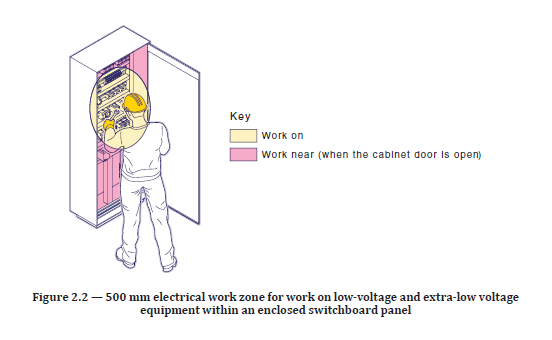 Key
Work on
Work near (when the cabinet door is open)
Figure 2.2 — 500 mm electrical work zone for work on low-voltage and extra-low voltage
equipment within an enclosed switchboard panel